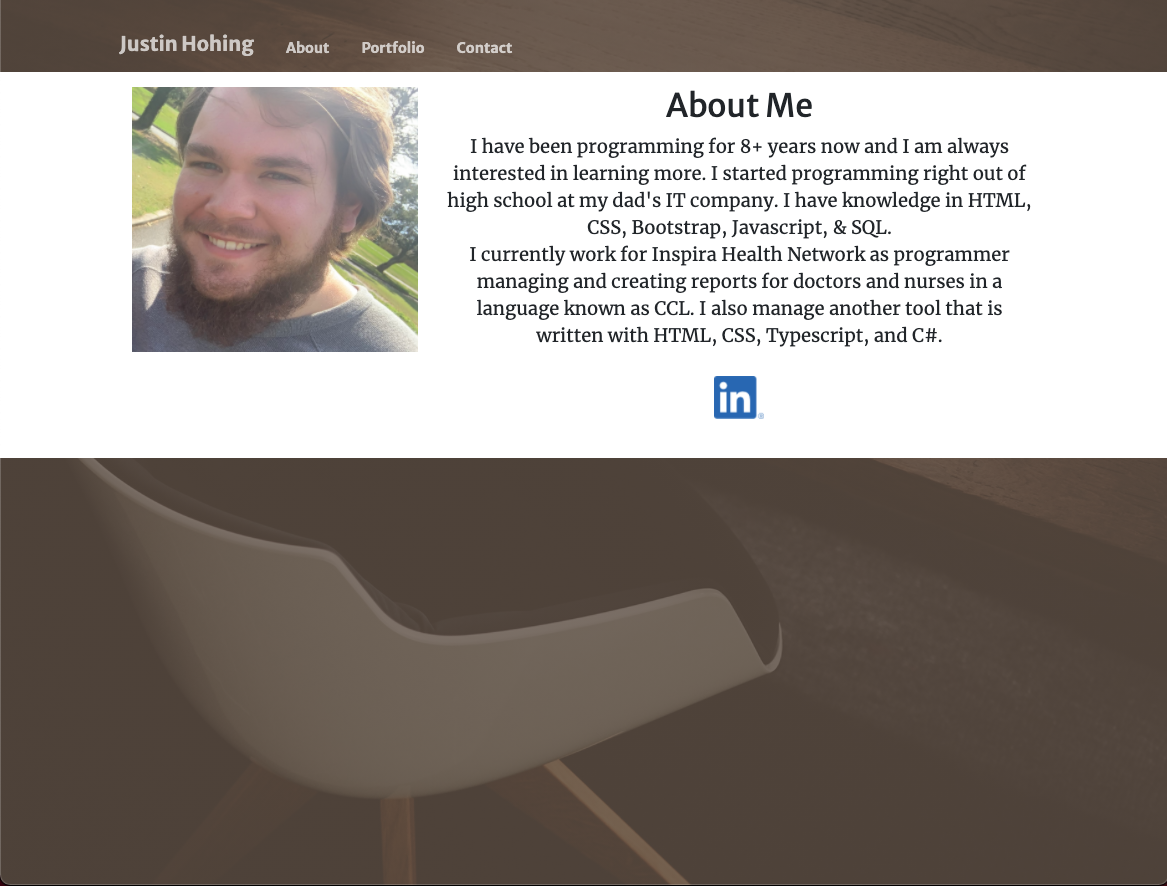 Justin Hohing About Portfolio Contact
About Me
I have been programming for 8+ years now and I am always
interested in learning more. I started programming right out of
high school at my dad's IT company. I have knowledge in HTML,
CSS, Bootstrap, Javascript, & SQL.
I currently work for Inspira Health Network as programmer
managing and creating reports for doctors and nurses in a
language known as CCL. I also manage another tool that is
written with HTML, CSS, Typescript, and C#.
in